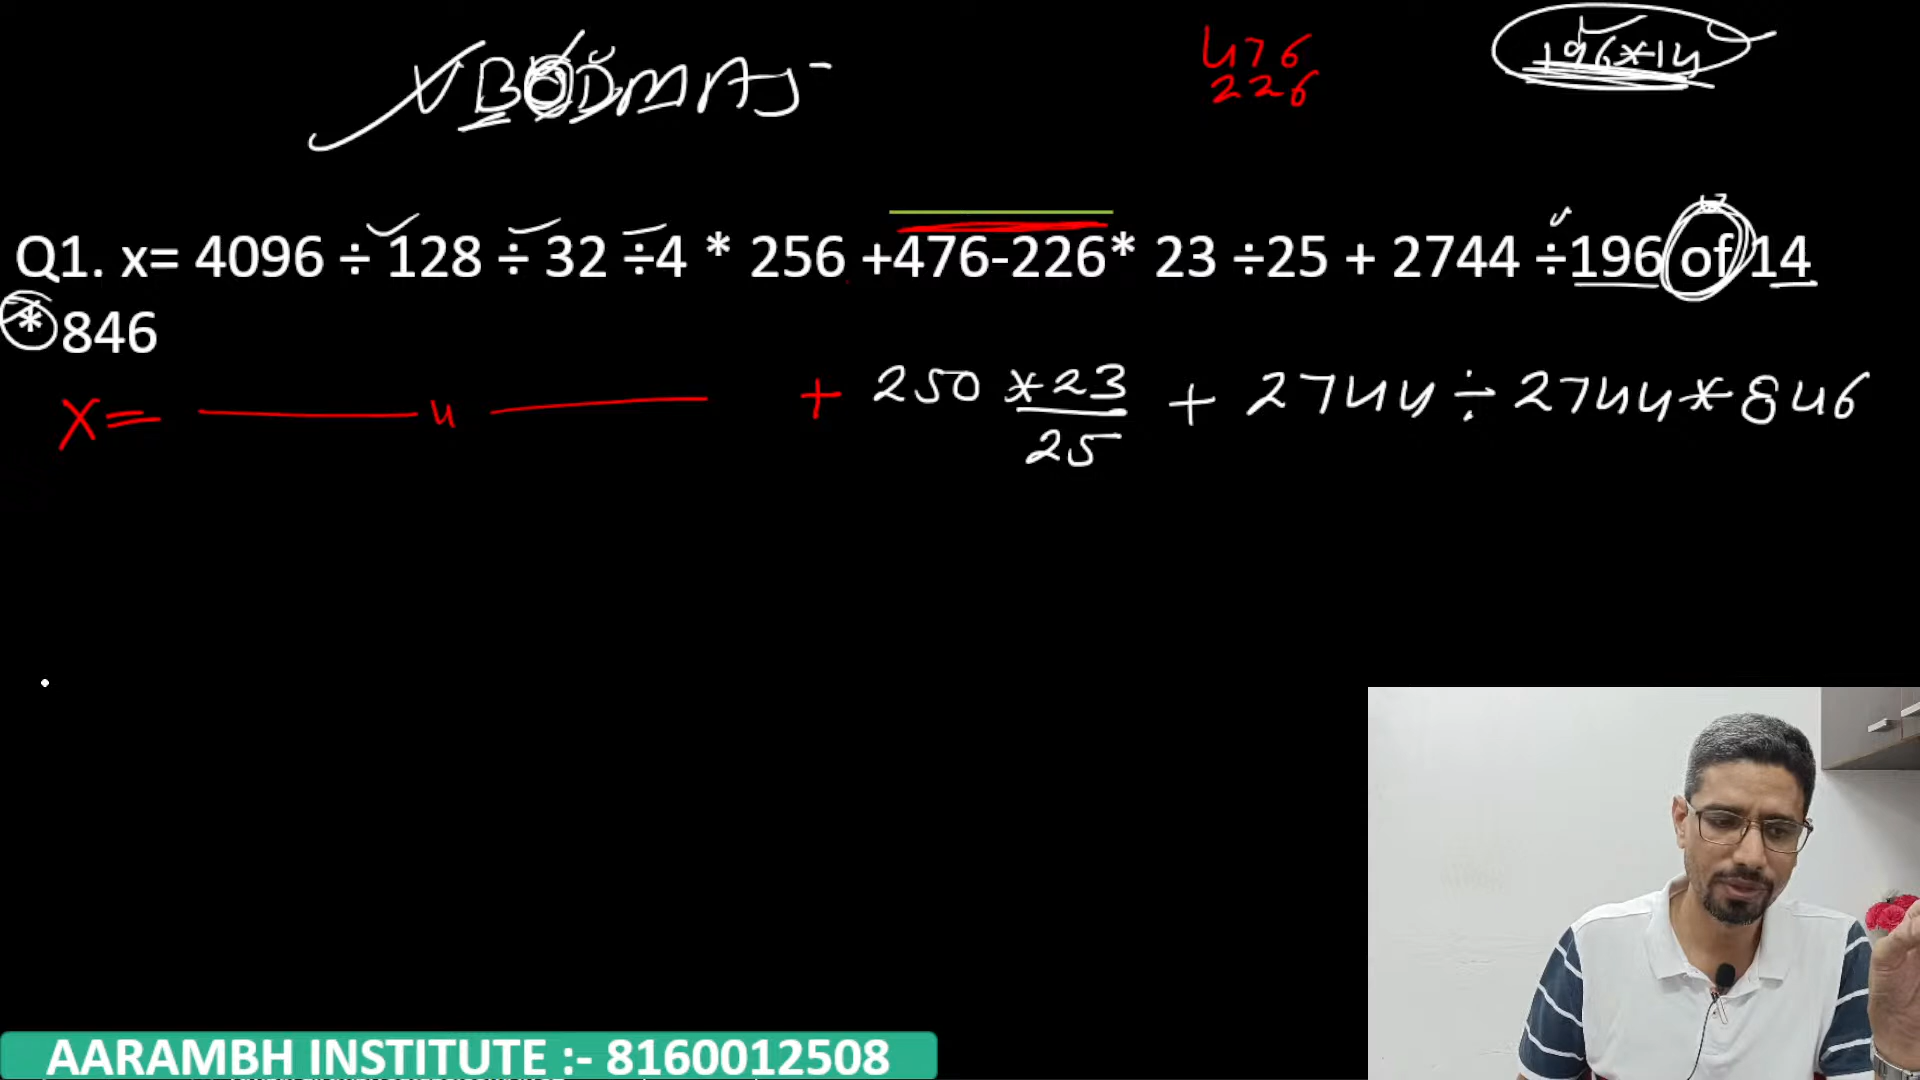 VBODMAS
476
226
196*14
Q1. x= 4096 ÷ 128 ÷ 32 ÷4 * 256 +476-226* 23 ÷25 + 2744 ÷196 of 14
*846
X= 4 + 250 *23/25 + 2744 ÷ 2744*846
AARAMBH INSTITUTE :- 8160012508